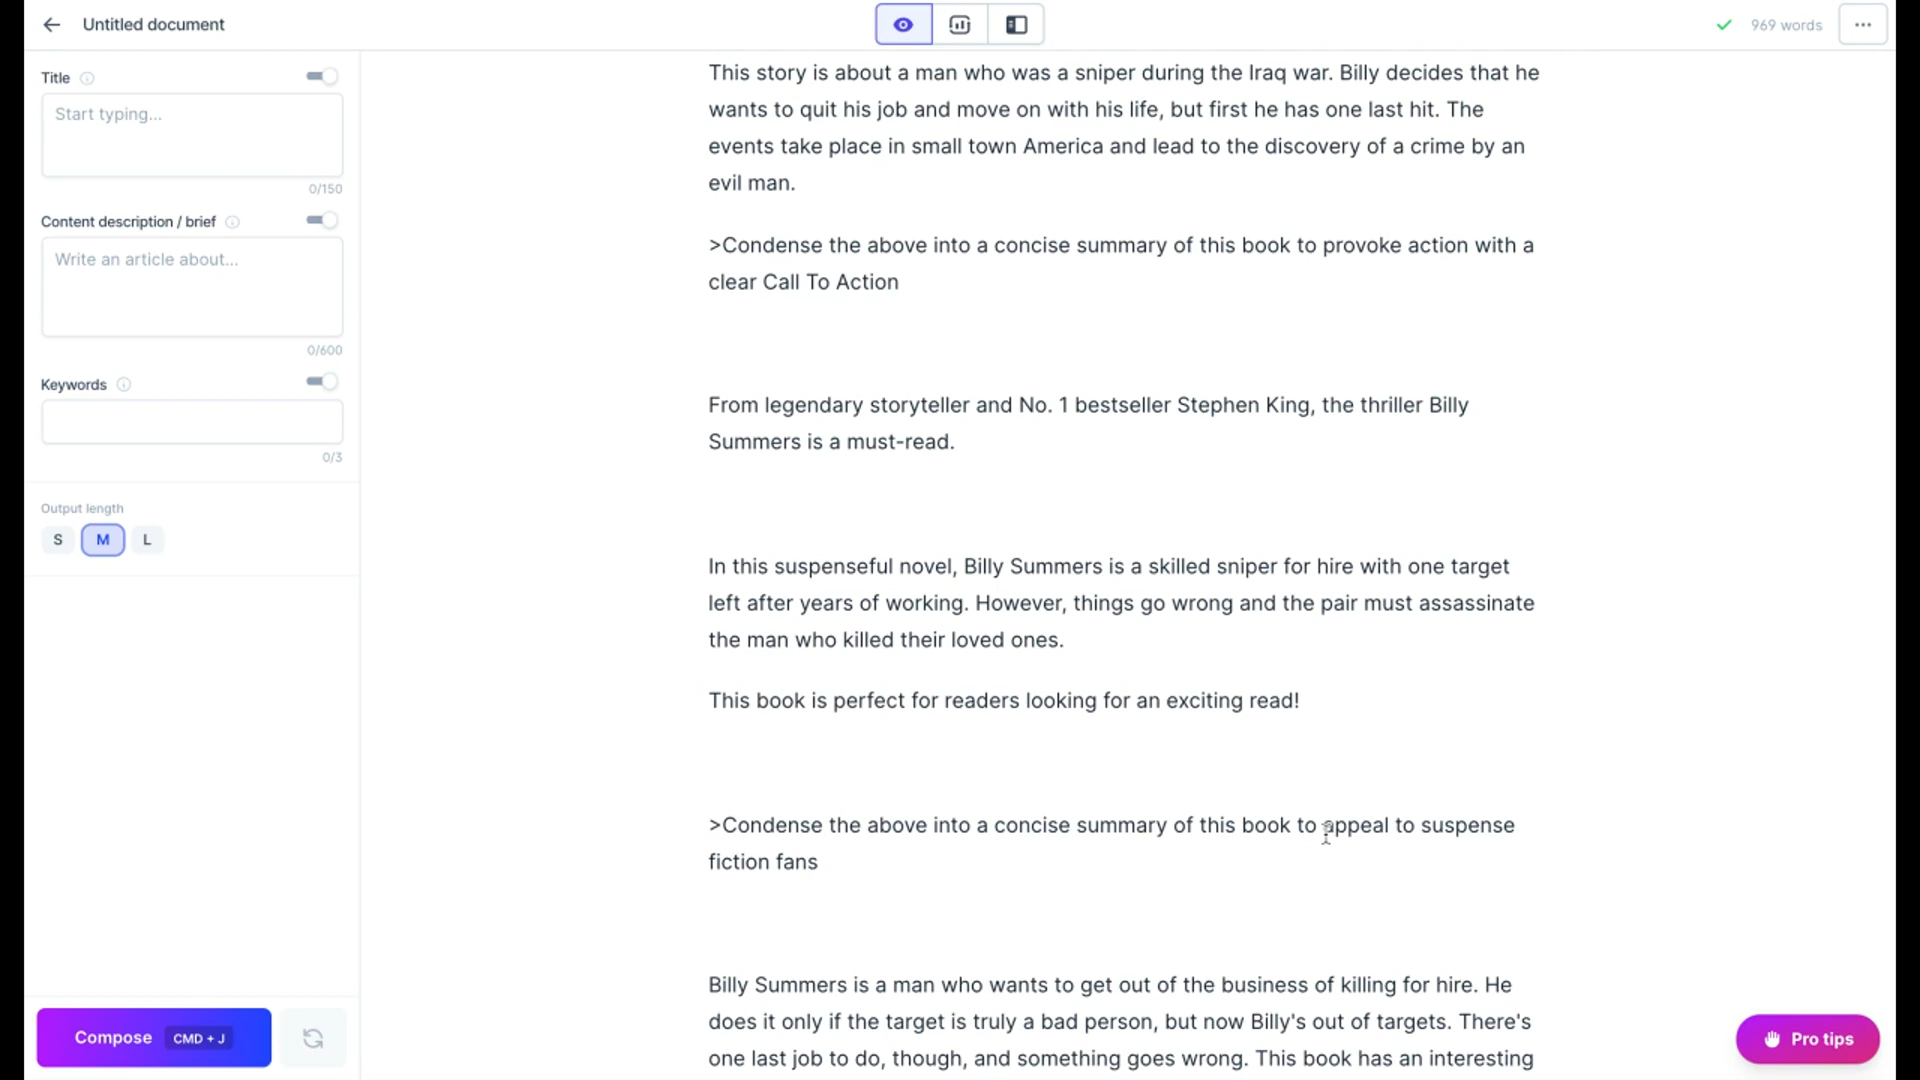 Untitled document
969 words
Title
Start typing...
0/150
Content description / brief
Write an article about...
0/600
Keywords
0/3
Output length
S M L
Compose CMD + J
This story is about a man who was a sniper during the Iraq war. Billy decides that he
wants to quit his job and move on with his life, but first he has one last hit. The
events take place in small town America and lead to the discovery of a crime by an
evil man.
>Condense the above into a concise summary of this book to provoke action with a
clear Call To Action
From legendary storyteller and No. 1 bestseller Stephen King, the thriller Billy
Summers is a must-read.
In this suspenseful novel, Billy Summers is a skilled sniper for hire with one target
left after years of working. However, things go wrong and the pair must assassinate
the man who killed their loved ones.
This book is perfect for readers looking for an exciting read!
>Condense the above into a concise summary of this book to appeal to suspense
fiction fans
Billy Summers is a man who wants to get out of the business of killing for hire. He
does it only if the target is truly a bad person, but now Billy's out of targets. There's
one last job to do, though, and something goes wrong. This book has an interesting
Pro tips